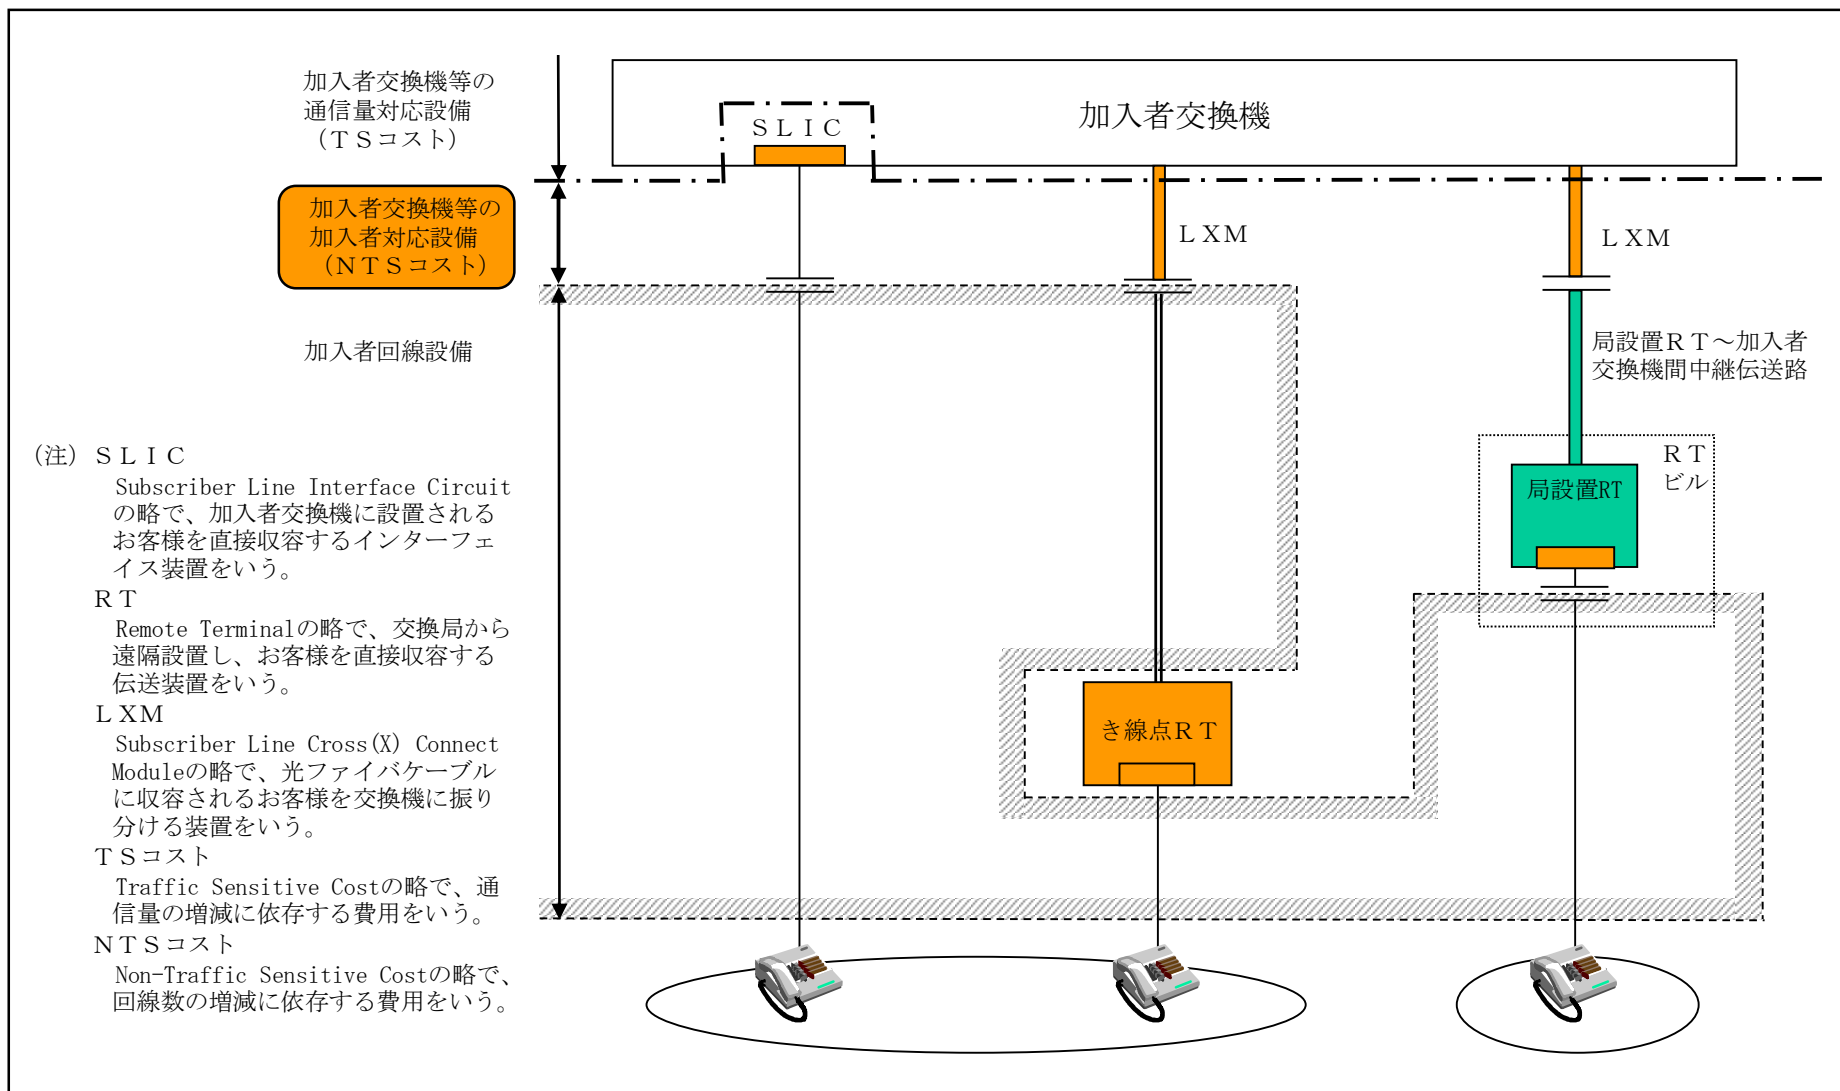 加入者交換機等の
通信量対応設備
（ＴＳコスト）
ＳＬＩＣ
加入者交換機
加入者交換機等の
加入者対応設備
（ＮＴＳコスト）
ＬＸＭ
ＬＸＭ
加入者回線設備
局設置ＲＴ～加入者
交換機間中継伝送路
ＲＴ
ビル
局設置RT
き線点ＲＴ
（注）ＳＬＩＣ
Subscriber Line Interface Circuit
の略で、加入者交換機に設置される
お客様を直接収容するインターフェ
イス装置をいう。
ＲＴ
Remote Terminalの略で、交換局から
遠隔設置し、お客様を直接収容する
伝送装置をいう。
ＬＸＭ
Subscriber Line Cross(X) Connect
Moduleの略で、光ファイバケーブル
に収容されるお客様を交換機に振り
分ける装置をいう。
ＴＳコスト
Traffic Sensitive Costの略で、通
信量の増減に依存する費用をいう。
ＮＴＳコスト
Non-Traffic Sensitive Costの略で、
回線数の増減に依存する費用をいう。